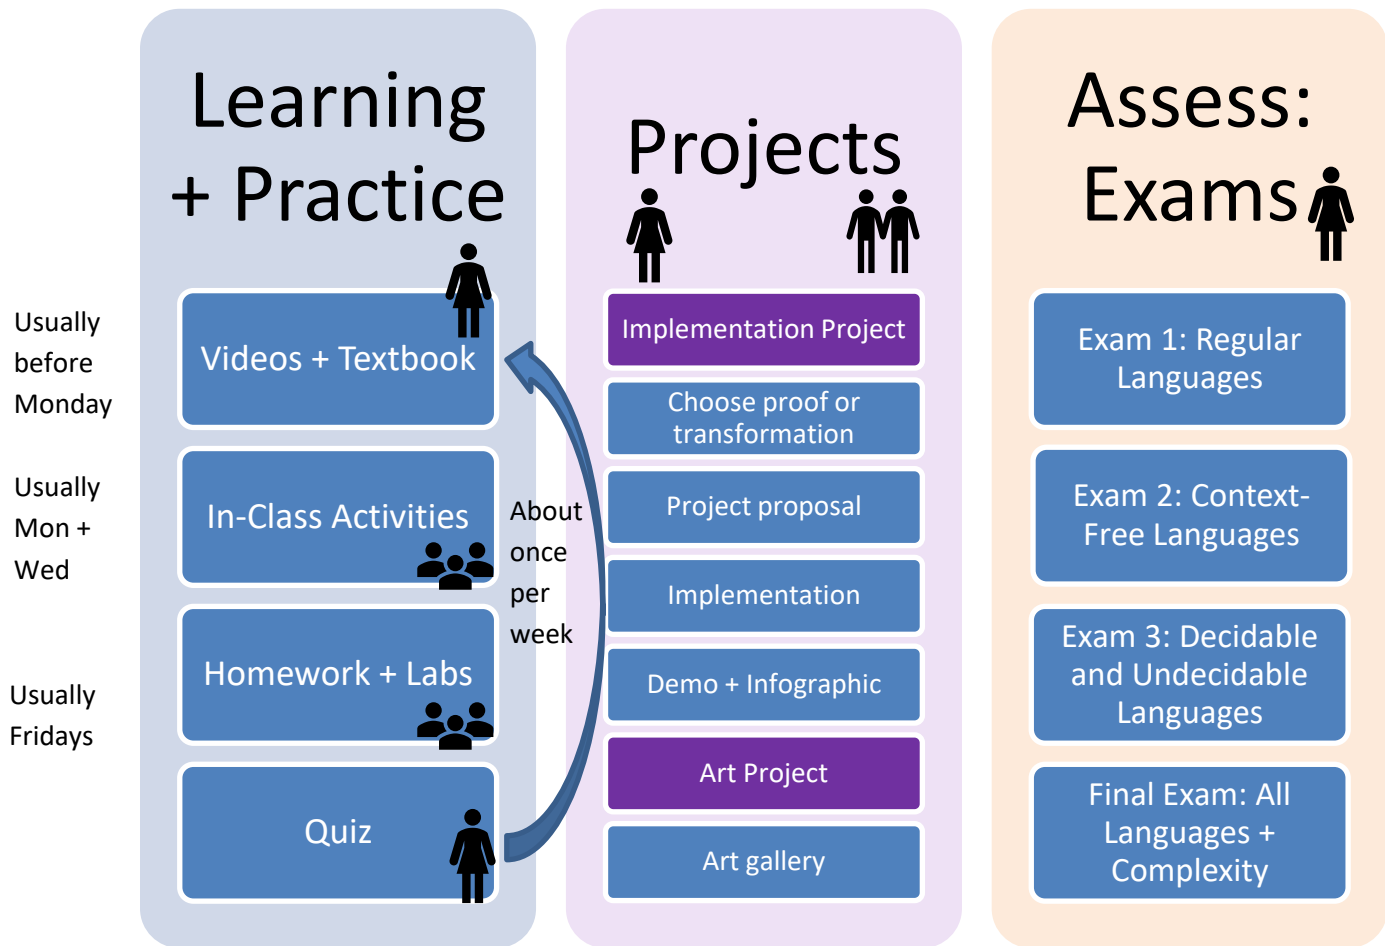 Learning
+ Practice
Usually
before
Monday
Videos + Textbook
Usually
Mon +
Wed
In-Class Activities
About
once
per
week
Usually
Fridays
Homework + Labs
Quiz
Projects
Implementation Project
Choose proof or
transformation
Project proposal
Implementation
Demo + Infographic
Art Project
Art gallery
Assess:
Exams
Exam 1: Regular
Languages
Exam 2: Context-
Free Languages
Exam 3: Decidable
and Undecidable
Languages
Final Exam: All
Languages +
Complexity